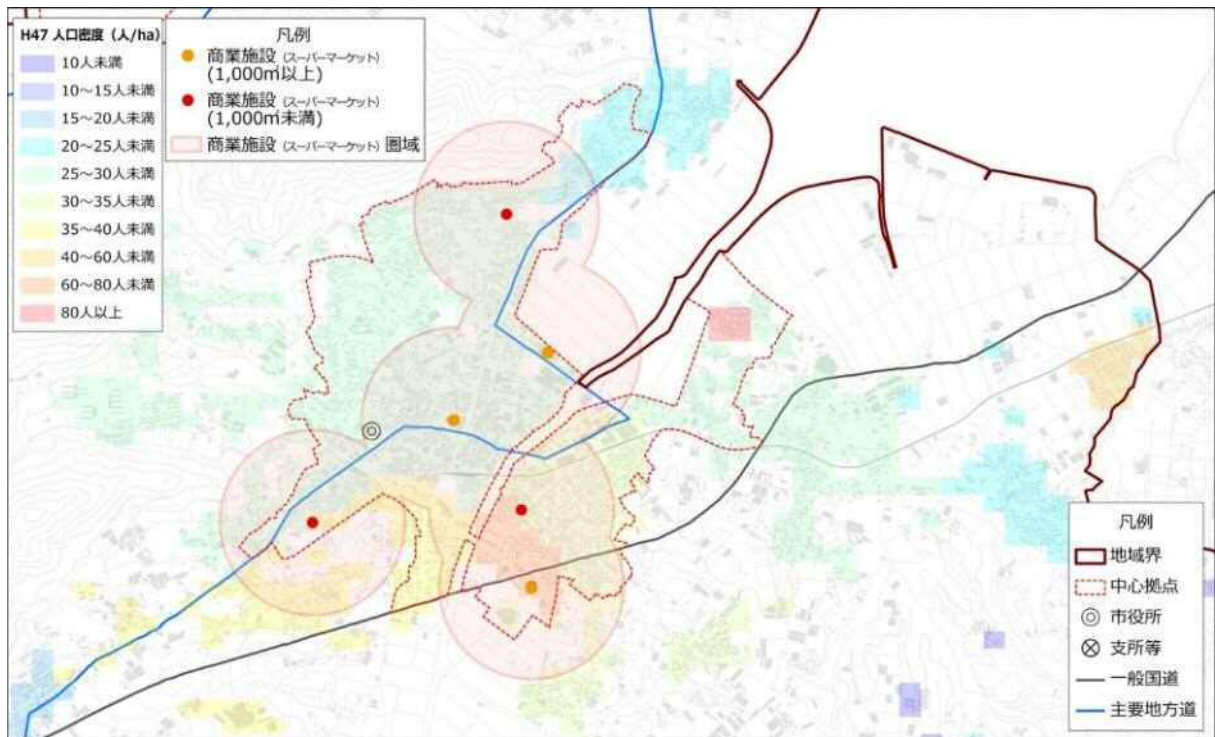 H47 人口密度（人/ha）
10人未満
10～15人未満
15～20人未満
20～25人未満
25～30人未満
30～35人未満
35～40人未満
40～60人未満
60～80人未満
80人以上
凡例
商業施設（スーパーマーケット）
(1,000㎡以上)
商業施設（スーパーマーケット）
(1,000㎡未満)
商業施設（スーパーマーケット）圏域
凡例
地域界
中心拠点
市役所
支所等
一般国道
主要地方道